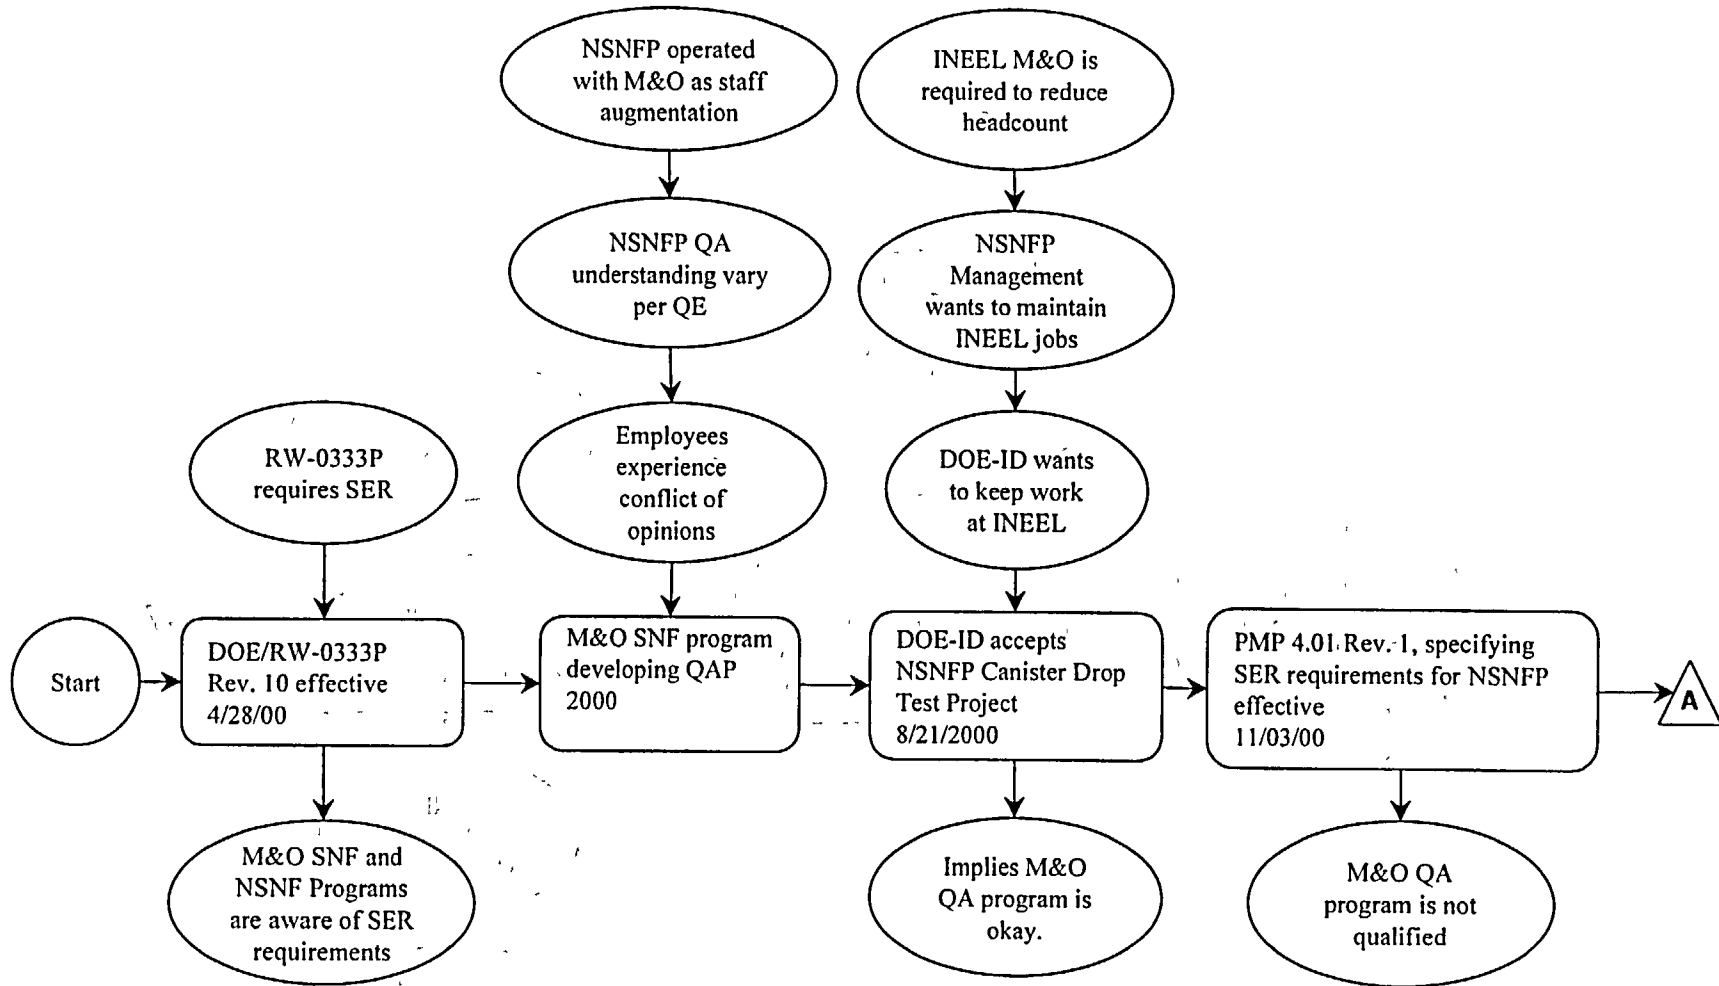 NSNFP operated
with M&O as staff
augmentation
INEEL M&O is
required to reduce
headcount
NSNFP QA
understanding vary
per QE
NSNFP
Management
wants to maintain
INEEL jobs
RW-0333P
requires SER
Employees
experience
conflict of
opinions
DOE-ID wants
to keep work
at INEEL
Start
DOE/RW-0333P
Rev. 10 effective
4/28/00
M&O SNF program
developing QAP
2000
DOE-ID accepts
NSNFP Canister Drop
Test Project
8/21/2000
PMP 4.01 Rev. 1, specifying
SER requirements for NSNFP
effective
11/03/00
A
M&O SNF and
NSNF Programs
are aware of SER
requirements
Implies M&O
QA program is
okay.
M&O QA
program is not
qualified